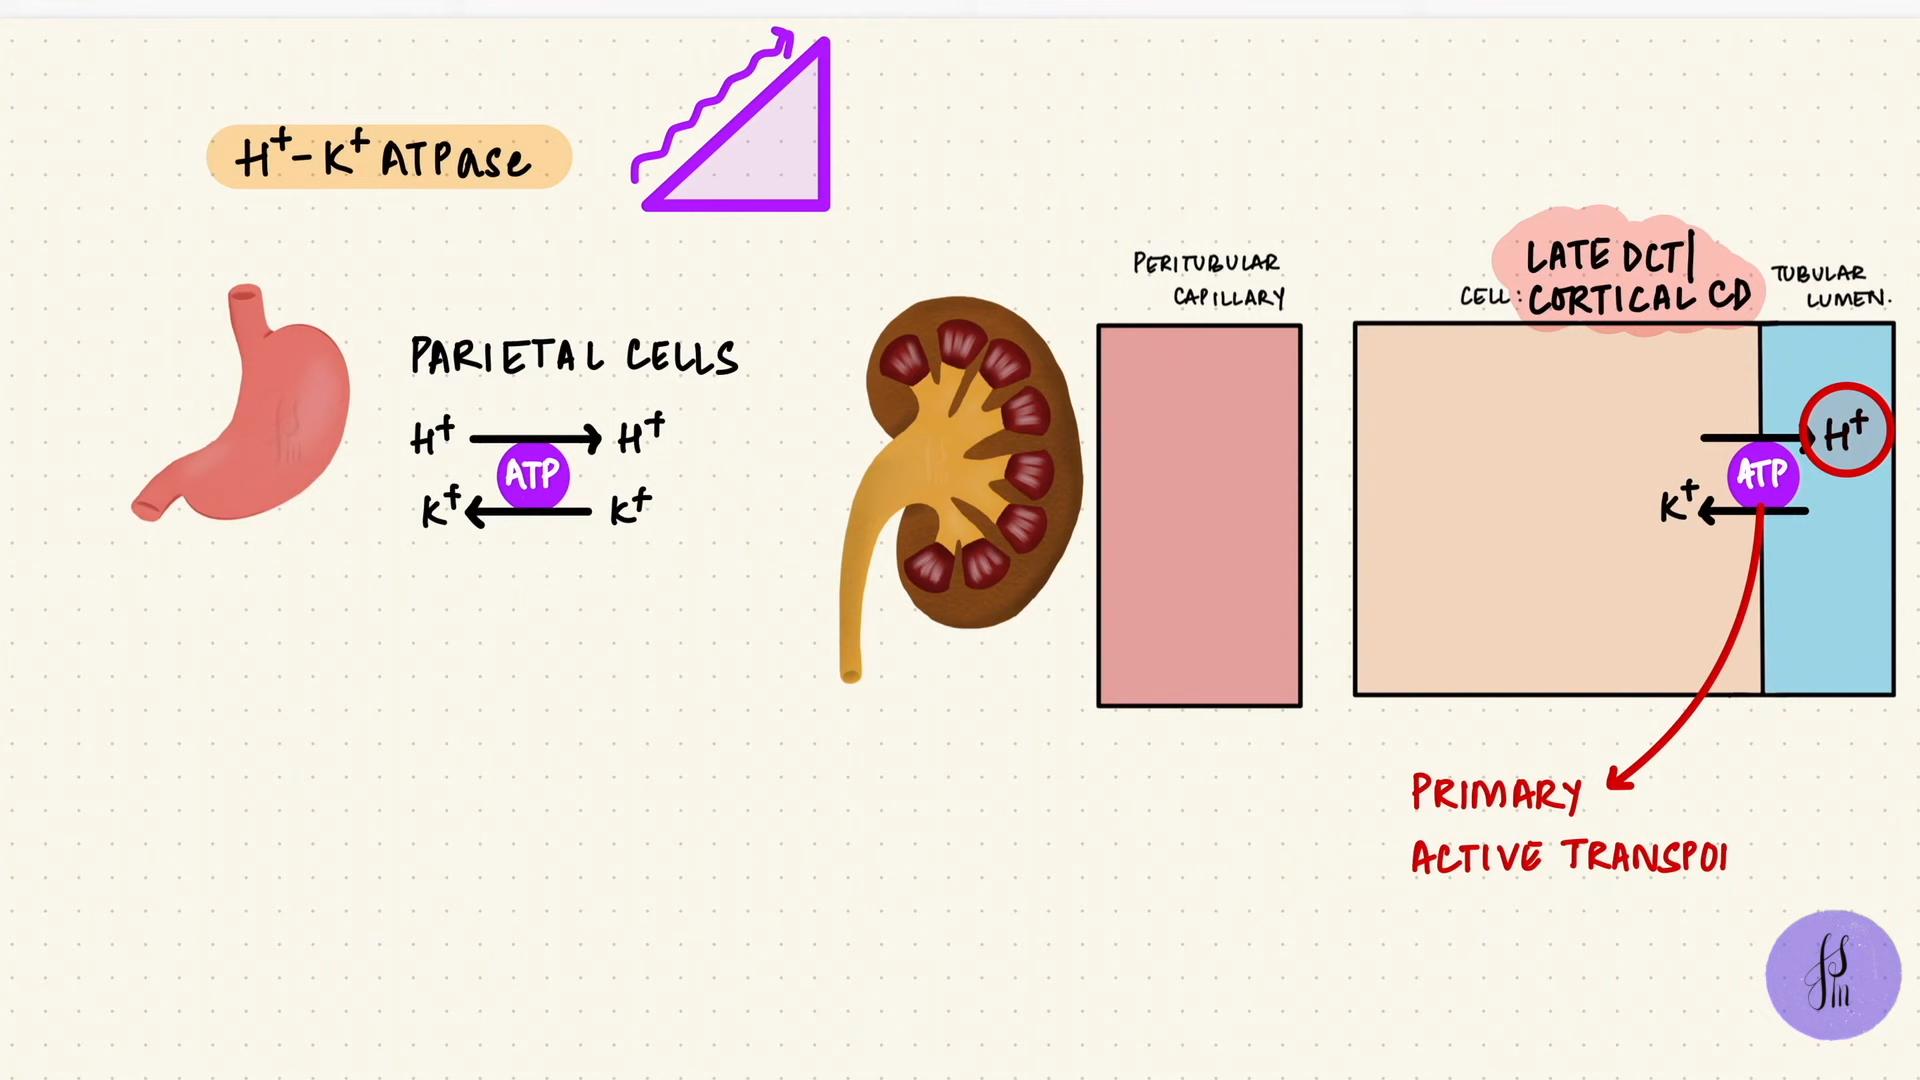 H⁺-K⁺ ATPase
PARIETAL CELLS
H⁺ H⁺
ATP
K⁺ K⁺
PERITUBULAR
CAPILLARY
CELL:
LATE DCT|
CORTICAL CD
TUBULAR
LUMEN.
H⁺
ATP
K⁺
PRIMARY
ACTIVE TRANSPOI